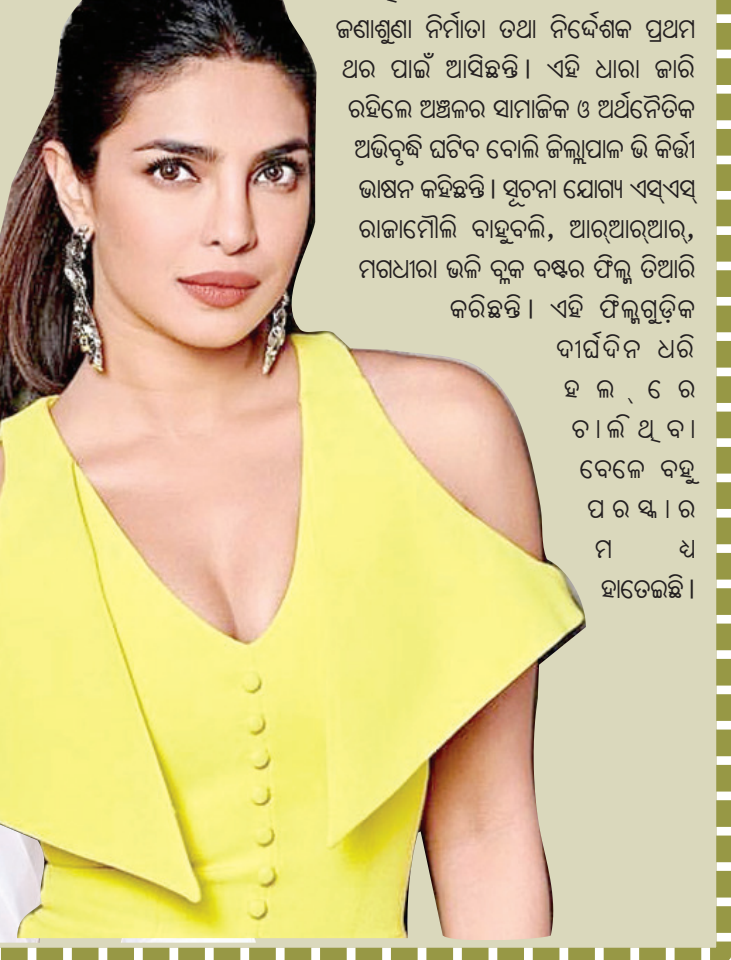 ଜଣାଶୁଣା ନିର୍ମାତା ତଥା ନିର୍ଦ୍ଦେଶକ ପ୍ରଥମ
ଥର ପାଇଁ ଆସିଛନ୍ତି। ଏହି ଧାରା ଜାରି
ରହିଲେ ଅଞ୍ଚଳର ସାମାଜିକ ଓ ଅର୍ଥନୈତିକ
ଅଭିବୃଦ୍ଧି ଘଟିବ ବୋଲି ଜିଲ୍ଲାପାଳ ଭି କିର୍ତ୍ତୀ
ଭାଷନ କହିଛନ୍ତି। ସୂଚନା ଯୋଗ୍ୟ ଏସ୍‌ଏସ୍
ରାଜାମୌଲି ବାହୁବଲି, ଆର୍‌ଆର୍‌ଆର୍,
ମଗଧୀରା ଭଳି ବ୍ଲକ ବଷ୍ଟର ଫିଲ୍ମ ତିଆରି
କରିଛନ୍ତି। ଏହି ଫିଲ୍ମଗୁଡ଼ିକ
ଦୀର୍ଘଦିନ ଧରି
ହଲ୍‌ରେ
ଚାଲିଥିବା
ବେଳେ ବହୁ
ପରସ୍କାର
ମଧ୍ୟ
ହାତେଇଛି।